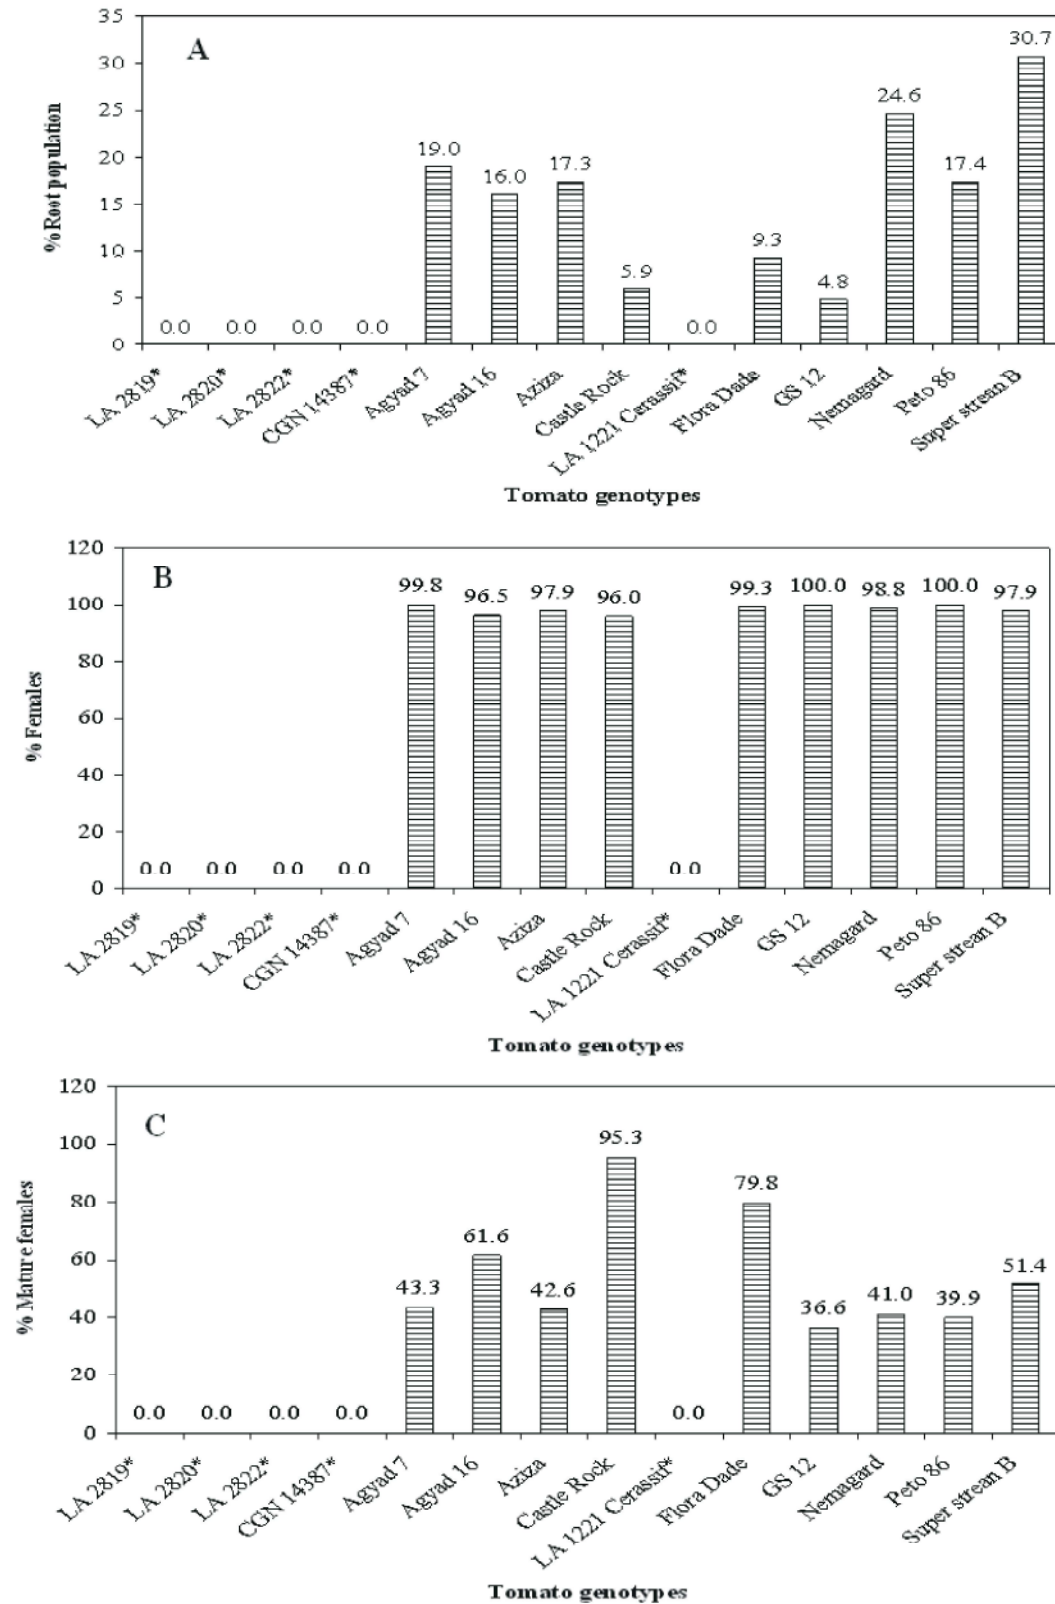 A
% Root population
35
30
25
20
15
10
5
0
0.0 0.0 0.0 0.0 19.0 16.0 17.3 5.9 0.0 9.3 4.8 24.6 17.4 30.7
LA 2819* LA 2820* LA 2822* CGN 14387* Agyad 7 Agyad 16 Aziza Castle Rock LA 1221 Cerassif* Flora Dade GS 12 Nemagard Peto 86 Super strean B
Tomato genotypes
B
% Females
120
100
80
60
40
20
0
0.0 0.0 0.0 0.0 99.8 96.5 97.9 96.0 0.0 99.3 100.0 98.8 100.0 97.9
LA 2819* LA 2820* LA 2822* CGN 14387* Agyad 7 Agyad 16 Aziza Castle Rock LA 1221 Cerassif* Flora Dade GS 12 Nemagard Peto 86 Super strean B
Tomato genotypes
C
% Mature females
120
100
80
60
40
20
0
0.0 0.0 0.0 0.0 43.3 61.6 42.6 95.3 0.0 79.8 36.6 41.0 39.9 51.4
LA 2819* LA 2820* LA 2822* CGN 14387* Agyad 7 Agyad 16 Aziza Castle Rock LA 1221 Cerassif* Flora Dade GS 12 Nemagard Peto 86 Super strean B
Tomato genotypes